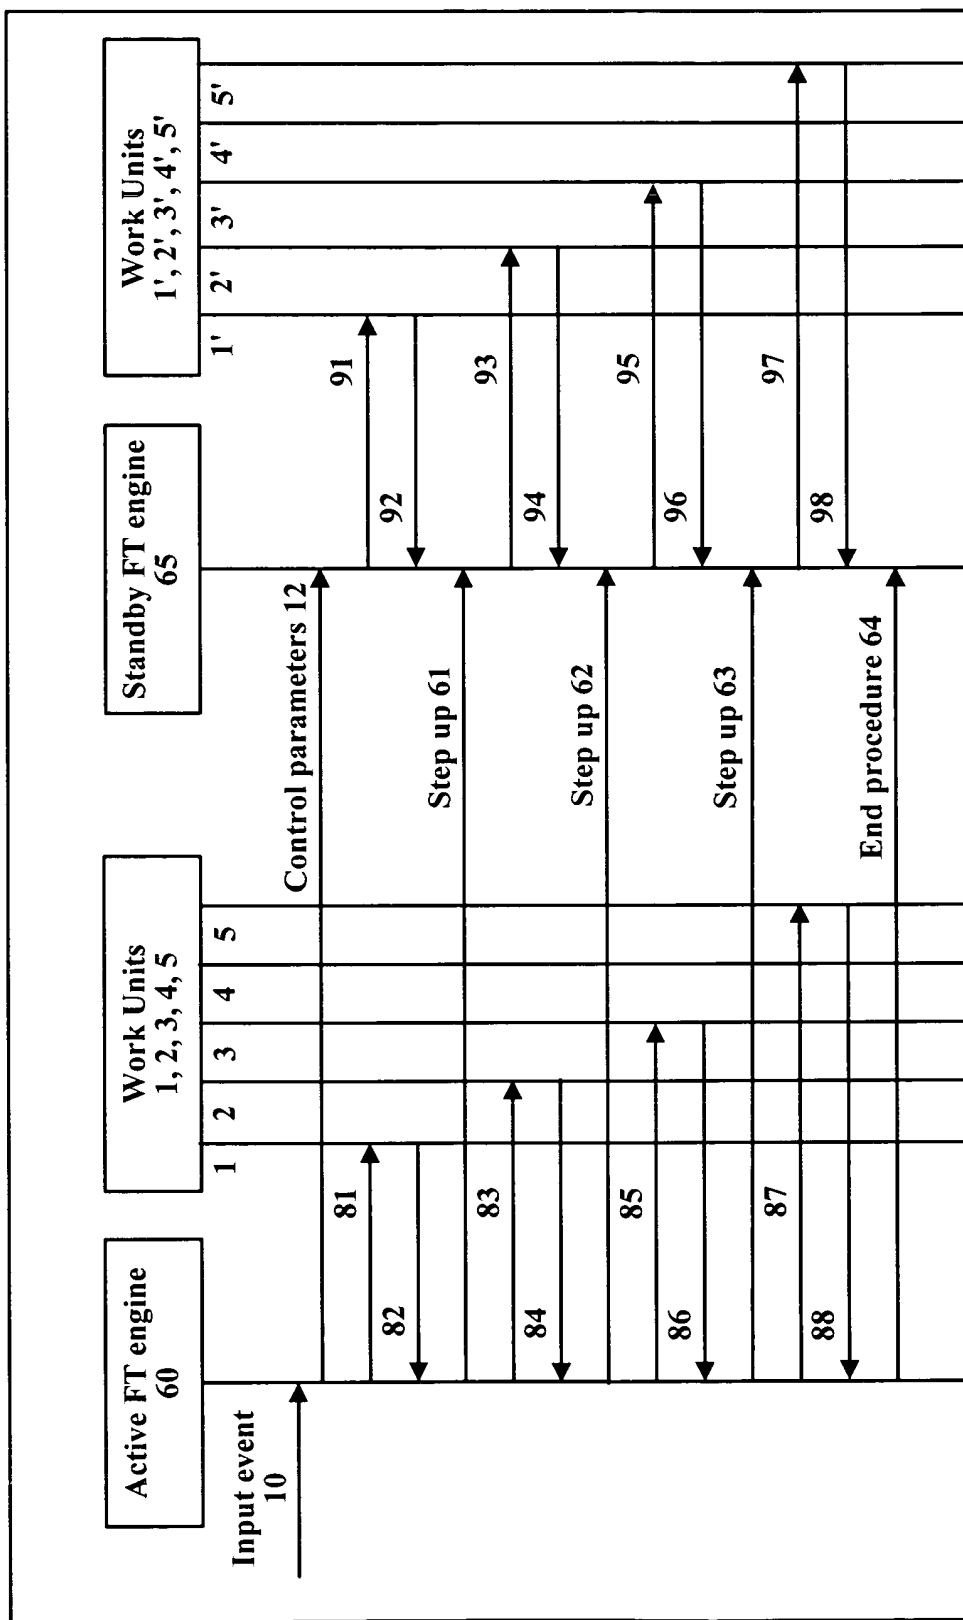 Active FT engine
60
Work Units
1, 2, 3, 4, 5
Standby FT engine
65
Work Units
1', 2', 3', 4', 5'
1
2
3
4
5
1'
2'
3'
4'
5'
Input event
10
Control parameters 12
81
91
82
92
Step up 61
83
93
84
94
Step up 62
85
95
86
96
Step up 63
87
97
88
98
End procedure 64